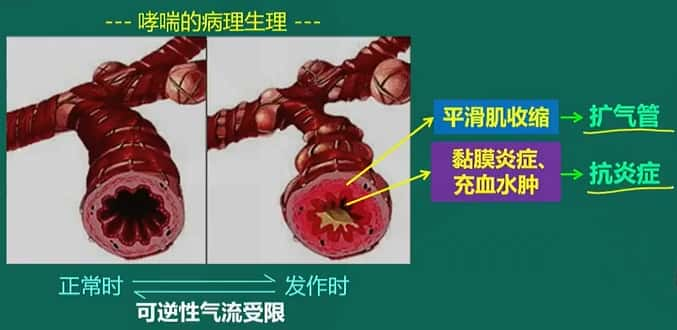 --- 哮喘的病理生理 ---
平滑肌收缩
扩气管
黏膜炎症、
充血水肿
抗炎症
正常时
发作时
可逆性气流受限